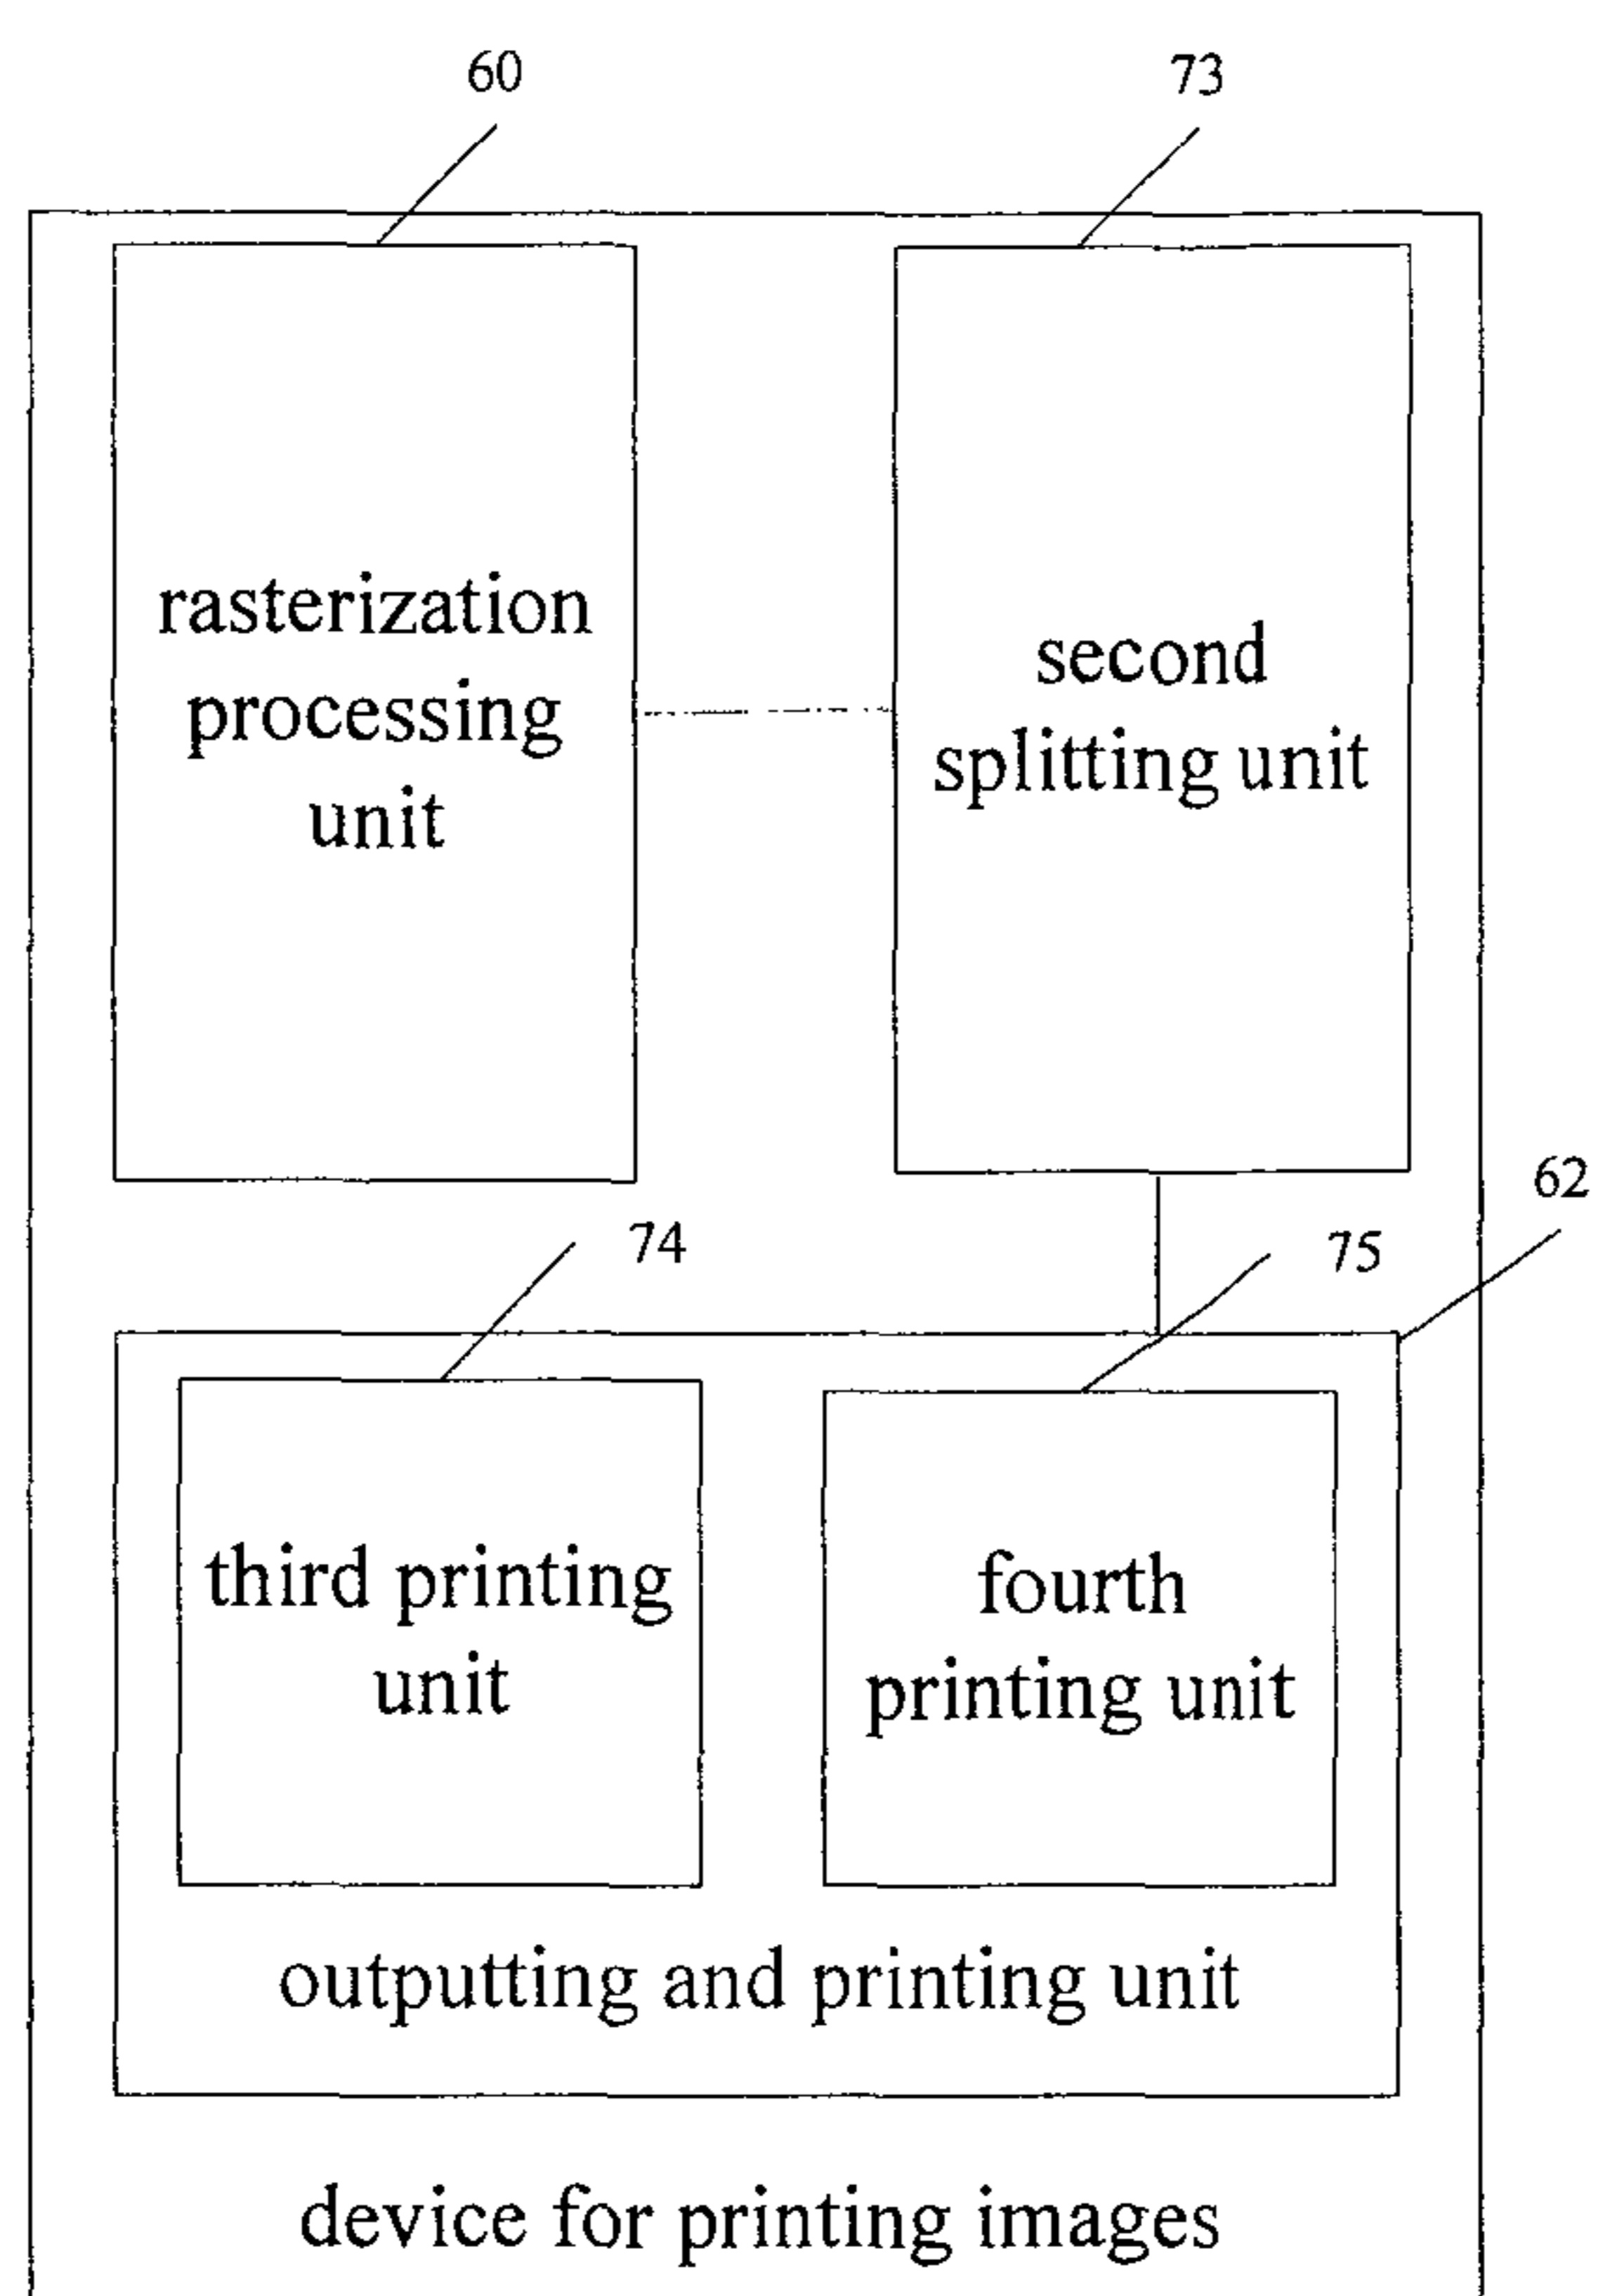 60
73
rasterization
processing
unit
second
splitting unit
62
74
75
third printing
unit
fourth
printing unit
outputting and printing unit
device for printing images